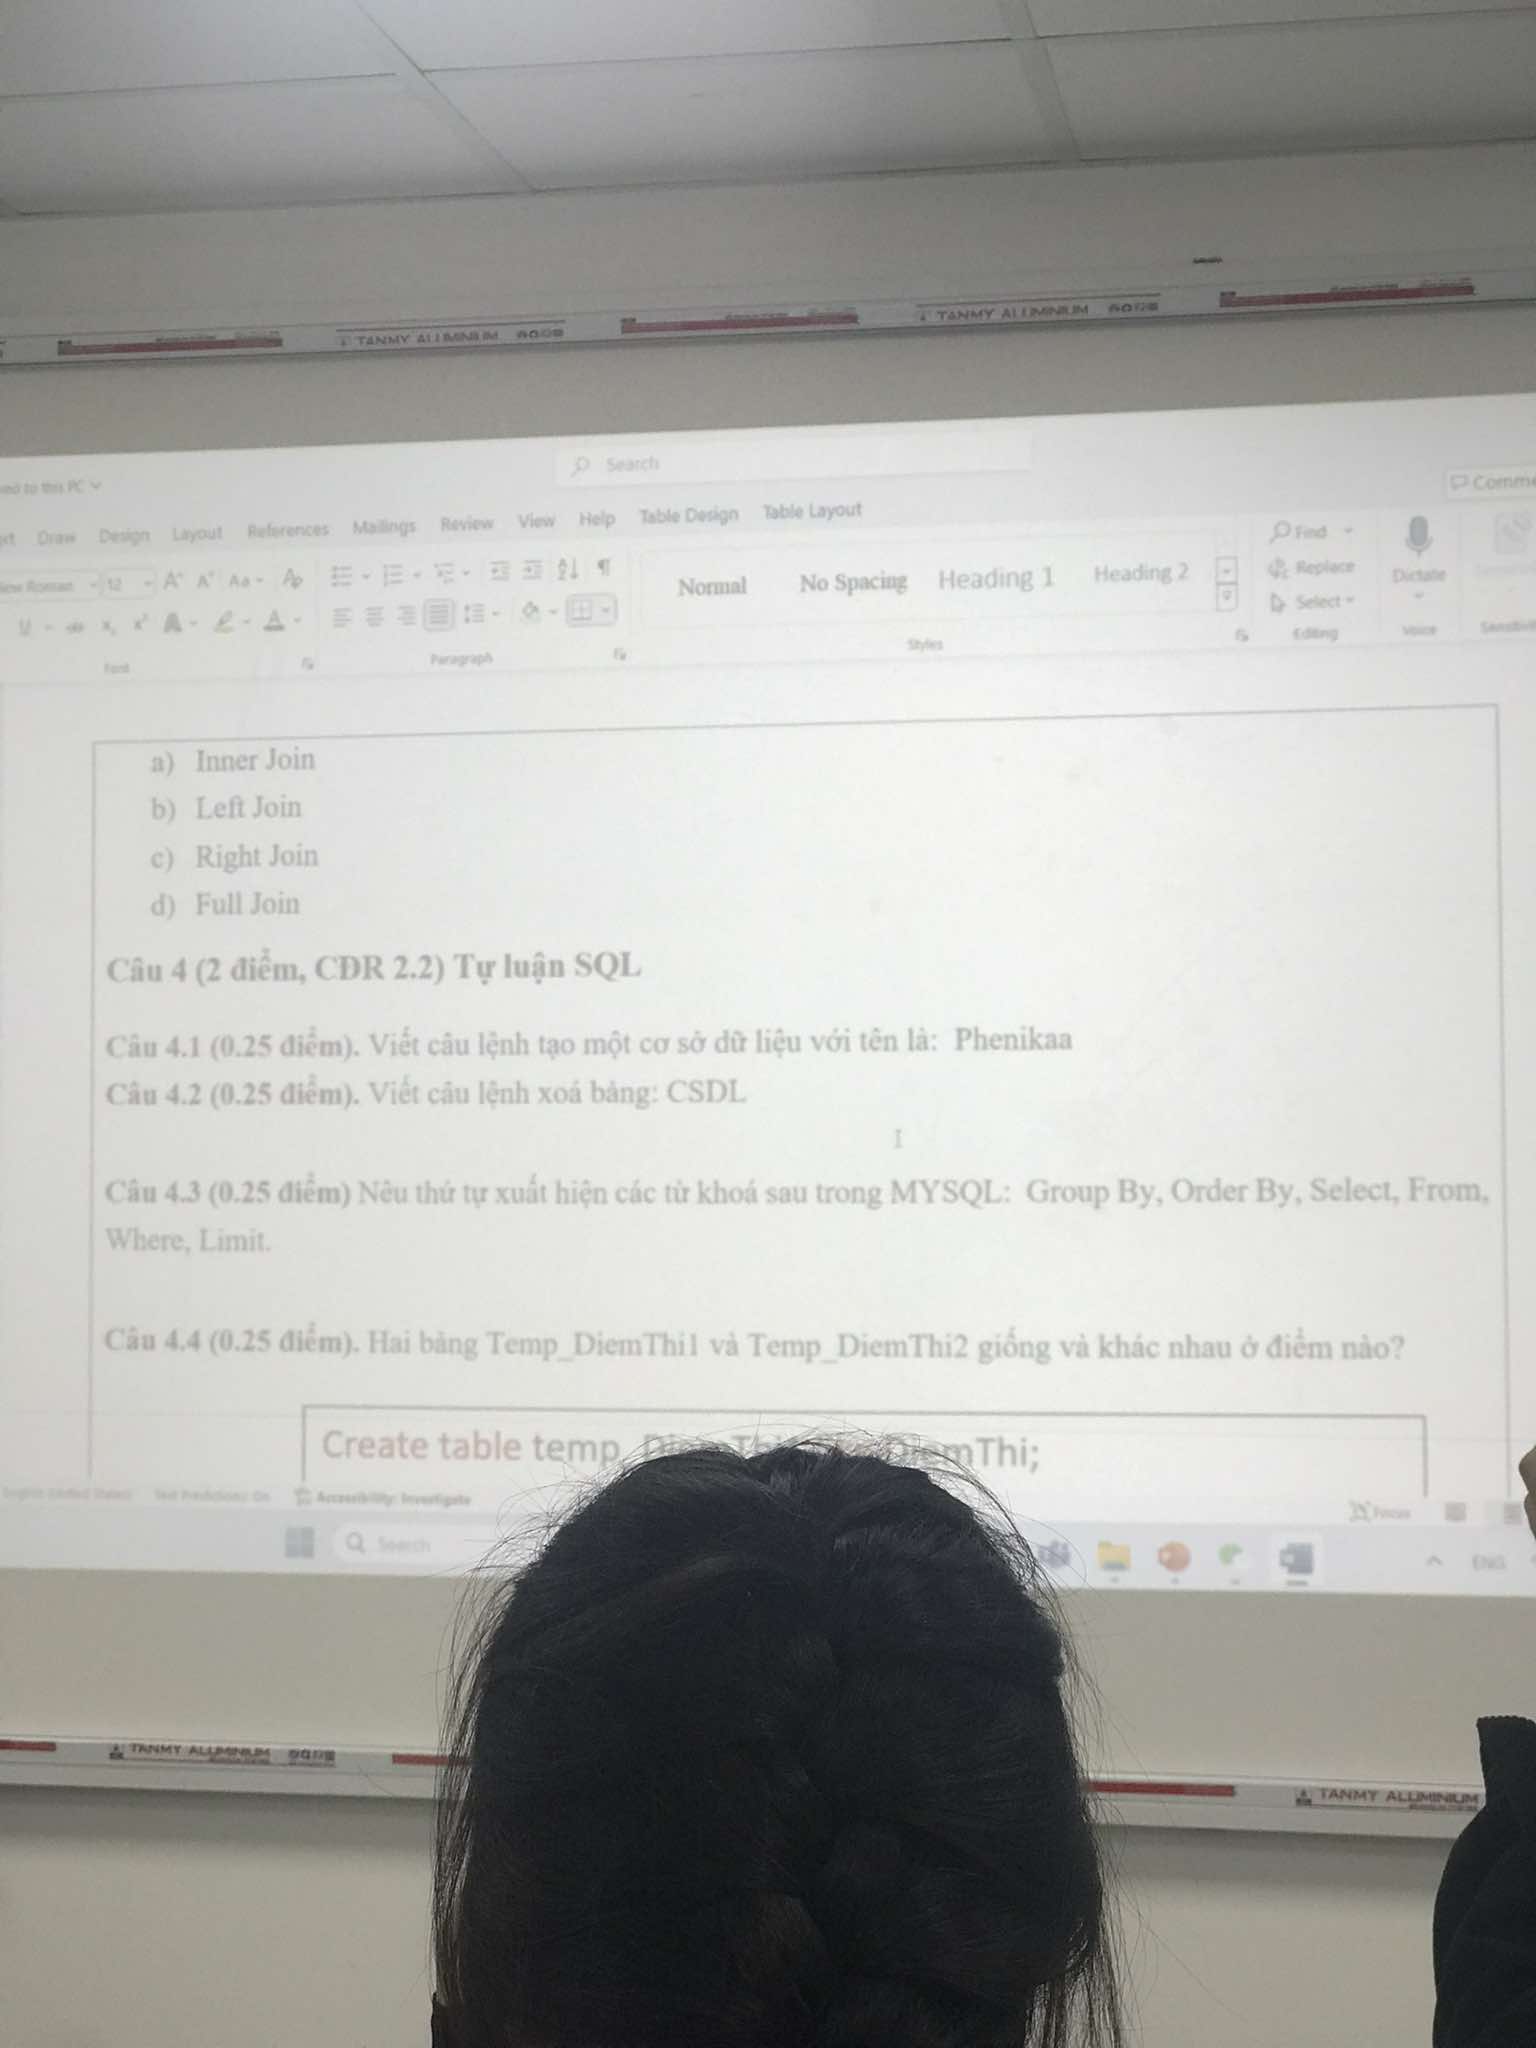 TANMY ALUMINIUM
TANMY ALUMINIUM
Search
to this PC
Comme
Draw Design Layout References Mailings Review View Help Table Design Table Layout
New Roman 12 Aa
Normal No Spacing Heading 1 Heading 2
Find
Replace
Select
Dictate
Font Paragraph Styles Editing Voice Sensitivi
a) Inner Join
b) Left Join
c) Right Join
d) Full Join
Câu 4 (2 điểm, CĐR 2.2) Tự luận SQL
Câu 4.1 (0.25 điểm). Viết câu lệnh tạo một cơ sở dữ liệu với tên là: Phenikaa
Câu 4.2 (0.25 điểm). Viết câu lệnh xoá bảng: CSDL
Câu 4.3 (0.25 điểm) Nêu thứ tự xuất hiện các từ khoá sau trong MYSQL: Group By, Order By, Select, From,
Where, Limit.
Câu 4.4 (0.25 điểm). Hai bảng Temp_DiemThi1 và Temp_DiemThi2 giống và khác nhau ở điểm nào?
Create table temp DiemThi;
English (United States) Text Predictions: On Accessibility: Investigate Focus
Search ENG
TANMY ALUMINIUM
TANMY ALUMINIUM